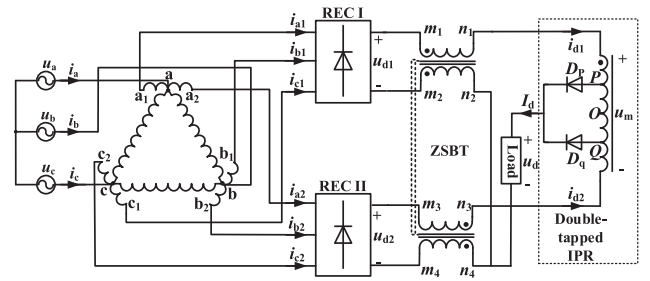 REC I
i_a1
i_b1
i_c1
+
u_d1
-
m_1
n_1
m_2
n_2
i_d1
D_P
P
+
u_m
-
O
D_q
Q
I_d
+
u_d
-
Load
i_d2
Double-
tapped
IPR
ZSBT
u_a
i_a
u_b
i_b
u_c
i_c
a
a_1
a_2
b_1
b
b_2
c_2
c
c_1
REC II
i_a2
i_b2
i_c2
+
u_d2
-
m_3
n_3
m_4
n_4